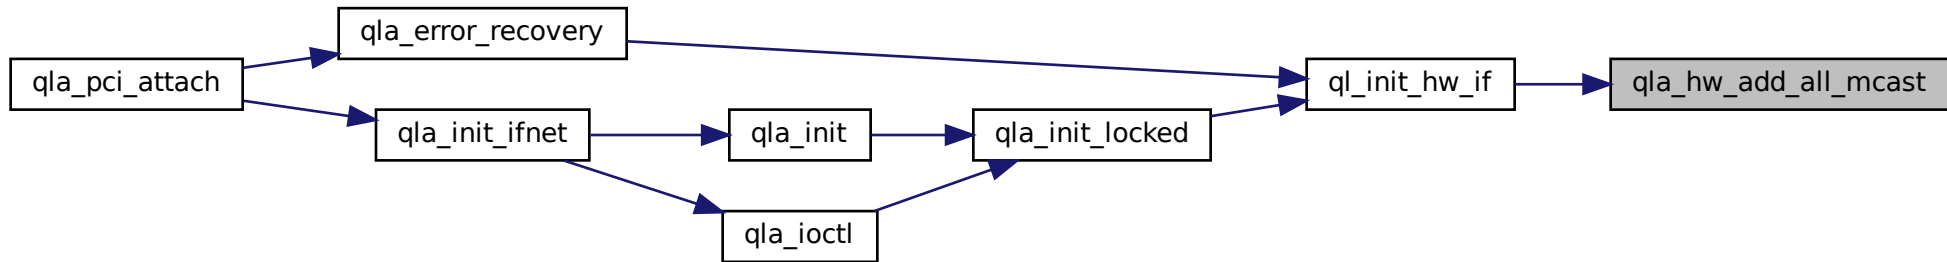 qla_error_recovery
qla_pci_attach
ql_init_hw_if
qla_hw_add_all_mcast
qla_init_ifnet
qla_init
qla_init_locked
qla_ioctl